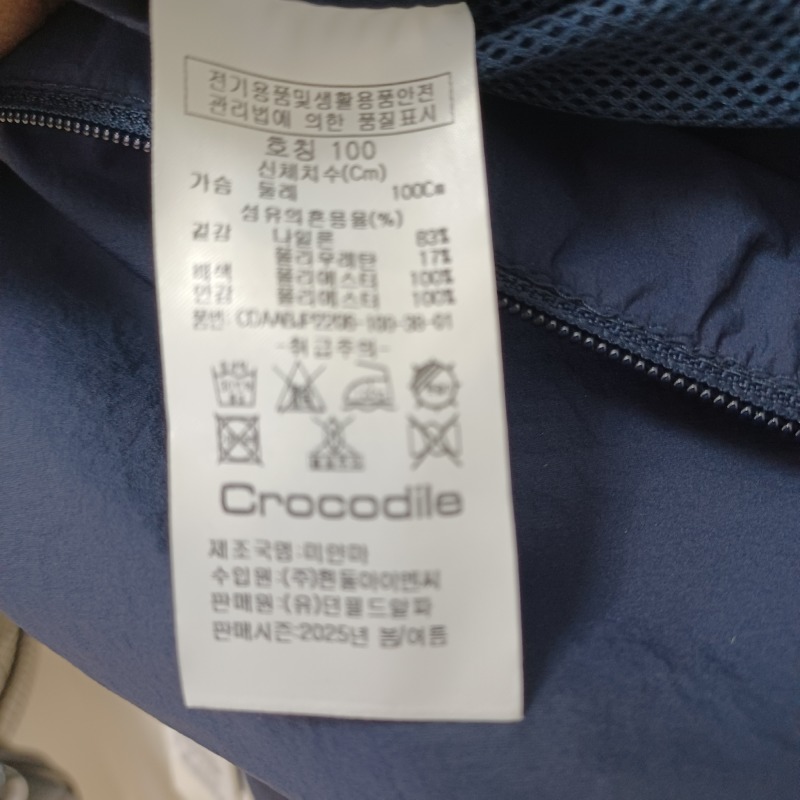 전기용품및생활용품안전
관리법에 의한 품질표시
호칭 100
신체치수(Cm)
가슴 둘레 100Cm
섬유의혼용율(%)
겉감 나일론 83%
폴리우레탄 17%
배색 폴리에스터 100%
안감 폴리에스터 100%
품번:
-취급주의-
Crocodile
제조국명:미얀마
수입원:(주)한돌아이엔씨
판매원:(유)던필드알파
판매시즌:2025년 봄/여름